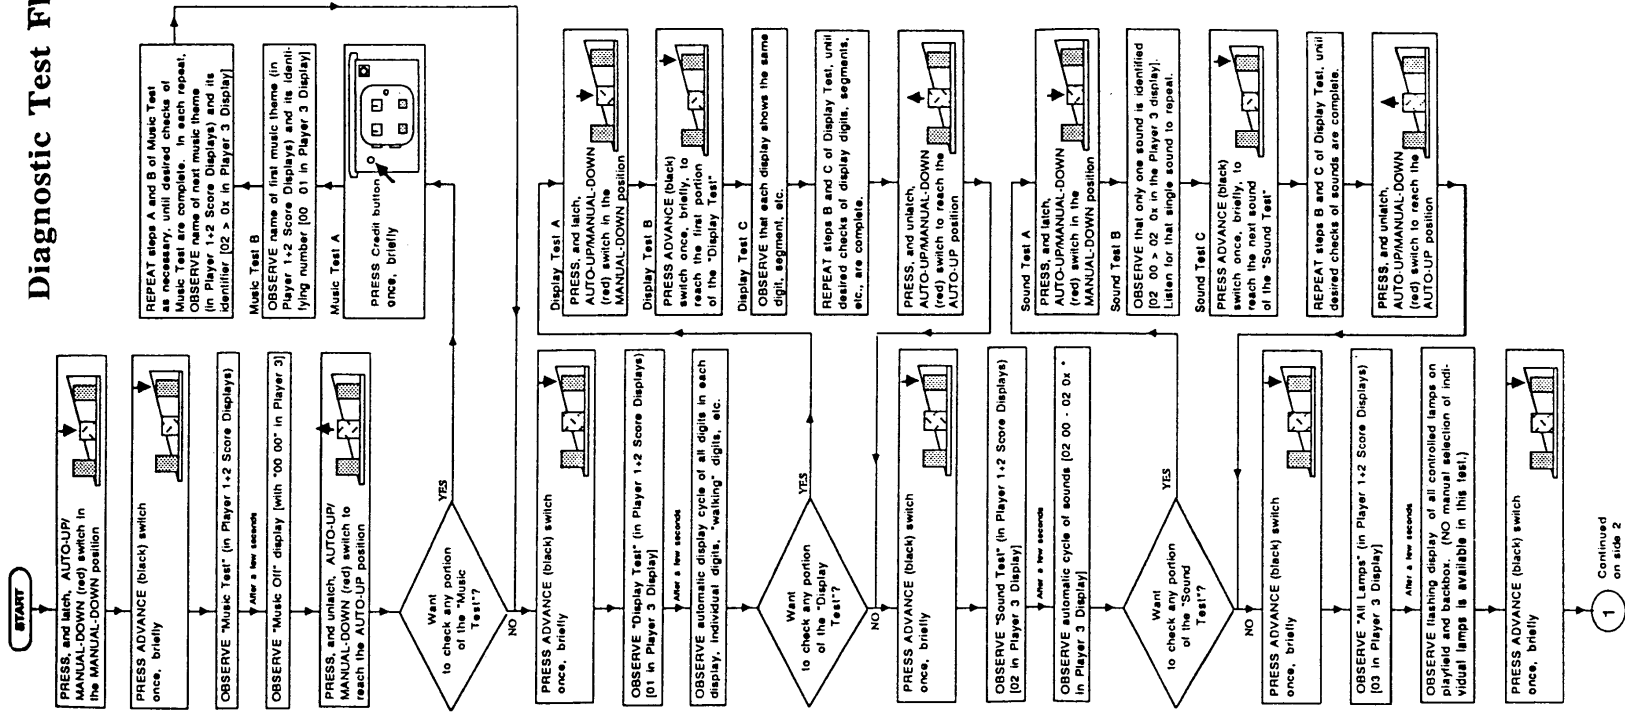 Diagnostic Test Fl
START
PRESS, and latch, AUTO-UP/
MANUAL-DOWN (red) switch in
the MANUAL-DOWN position
PRESS ADVANCE (black) switch
once, briefly
OBSERVE "Music Test" (in Player 1+2 Score Displays)
After a few seconds
OBSERVE "Music Off" display [with "00 00" in Player 3]
PRESS, and unlatch, AUTO-UP/
MANUAL-DOWN (red) switch to
reach the AUTO-UP position
Want
to check any portion
of the "Music
Test"?
YES
NO
Music Test A
PRESS Credit button
once, briefly
Music Test B
OBSERVE name of first music theme (in
Player 1+2 Score Displays) and its identi-
fying number [00 01 in Player 3 Display]
REPEAT steps A and B of Music Test
as necessary, until desired checks of
Music Test are complete. In each repeat,
OBSERVE name of next music theme
(in Player 1+2 Score Displays) and its
identifier [02 > 0x in Player 3 Display]
PRESS ADVANCE (black) switch
once, briefly
OBSERVE "Display Test" (in Player 1+2 Score Displays)
[01 in Player 3 Display]
After a few seconds
OBSERVE automatic display cycle of all digits in each
display, individual digits, "walking" digits, etc.
Want
to check any portion
of the "Display
Test"?
YES
NO
Display Test A
PRESS, and latch,
AUTO-UP/MANUAL-DOWN
(red) switch in the
MANUAL-DOWN position
Display Test B
PRESS ADVANCE (black)
switch once, briefly, to
reach the first portion
of the "Display Test"
Display Test C
OBSERVE that each display shows the same
digit, segment, etc.
REPEAT steps B and C of Display Test, until
desired checks of display digits, segments,
etc., are complete.
PRESS, and unlatch,
AUTO-UP/MANUAL-DOWN
(red) switch to reach the
AUTO-UP position
PRESS ADVANCE (black) switch
once, briefly
OBSERVE "Sound Test" (in Player 1+2 Score Displays)
[02 in Player 3 Display]
After a few seconds
OBSERVE automatic cycle of sounds [02 00 - 02 0x "
in Player 3 Display]
Want
to check any portion
of the "Sound
Test"?
YES
NO
Sound Test A
PRESS, and latch,
AUTO-UP/MANUAL-DOWN
(red) switch in the
MANUAL-DOWN position
Sound Test B
OBSERVE that only one sound is identified
[02 00 > 02 0x in the Player 3 display].
Listen for that single sound to repeat.
Sound Test C
PRESS ADVANCE (black)
switch once, briefly, to
reach the next sound
of the "Sound Test"
REPEAT steps B and C of Display Test, until
desired checks of sounds are complete.
PRESS, and unlatch,
AUTO-UP/MANUAL-DOWN
(red) switch to reach the
AUTO-UP position
PRESS ADVANCE (black) switch
once, briefly
OBSERVE "All Lamps" (in Player 1+2 Score Displays)
[03 in Player 3 Display]
After a few seconds
OBSERVE flashing display of all controlled lamps on
playfield and backbox. (NO manual selection of indi-
vidual lamps is available in this test.)
PRESS ADVANCE (black) switch
once, briefly
1
Continued
on side 2